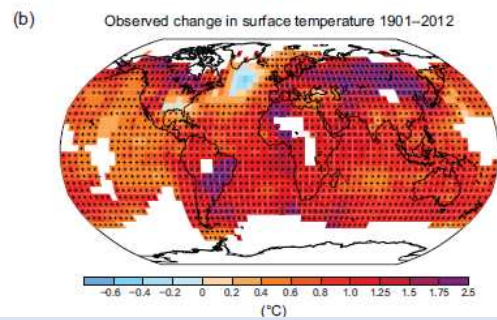 (b) Observed change in surface temperature 1901–2012
−0.6 −0.4 −0.2 0 0.2 0.4 0.6 0.8 1.0 1.25 1.5 1.75 2.5
(°C)